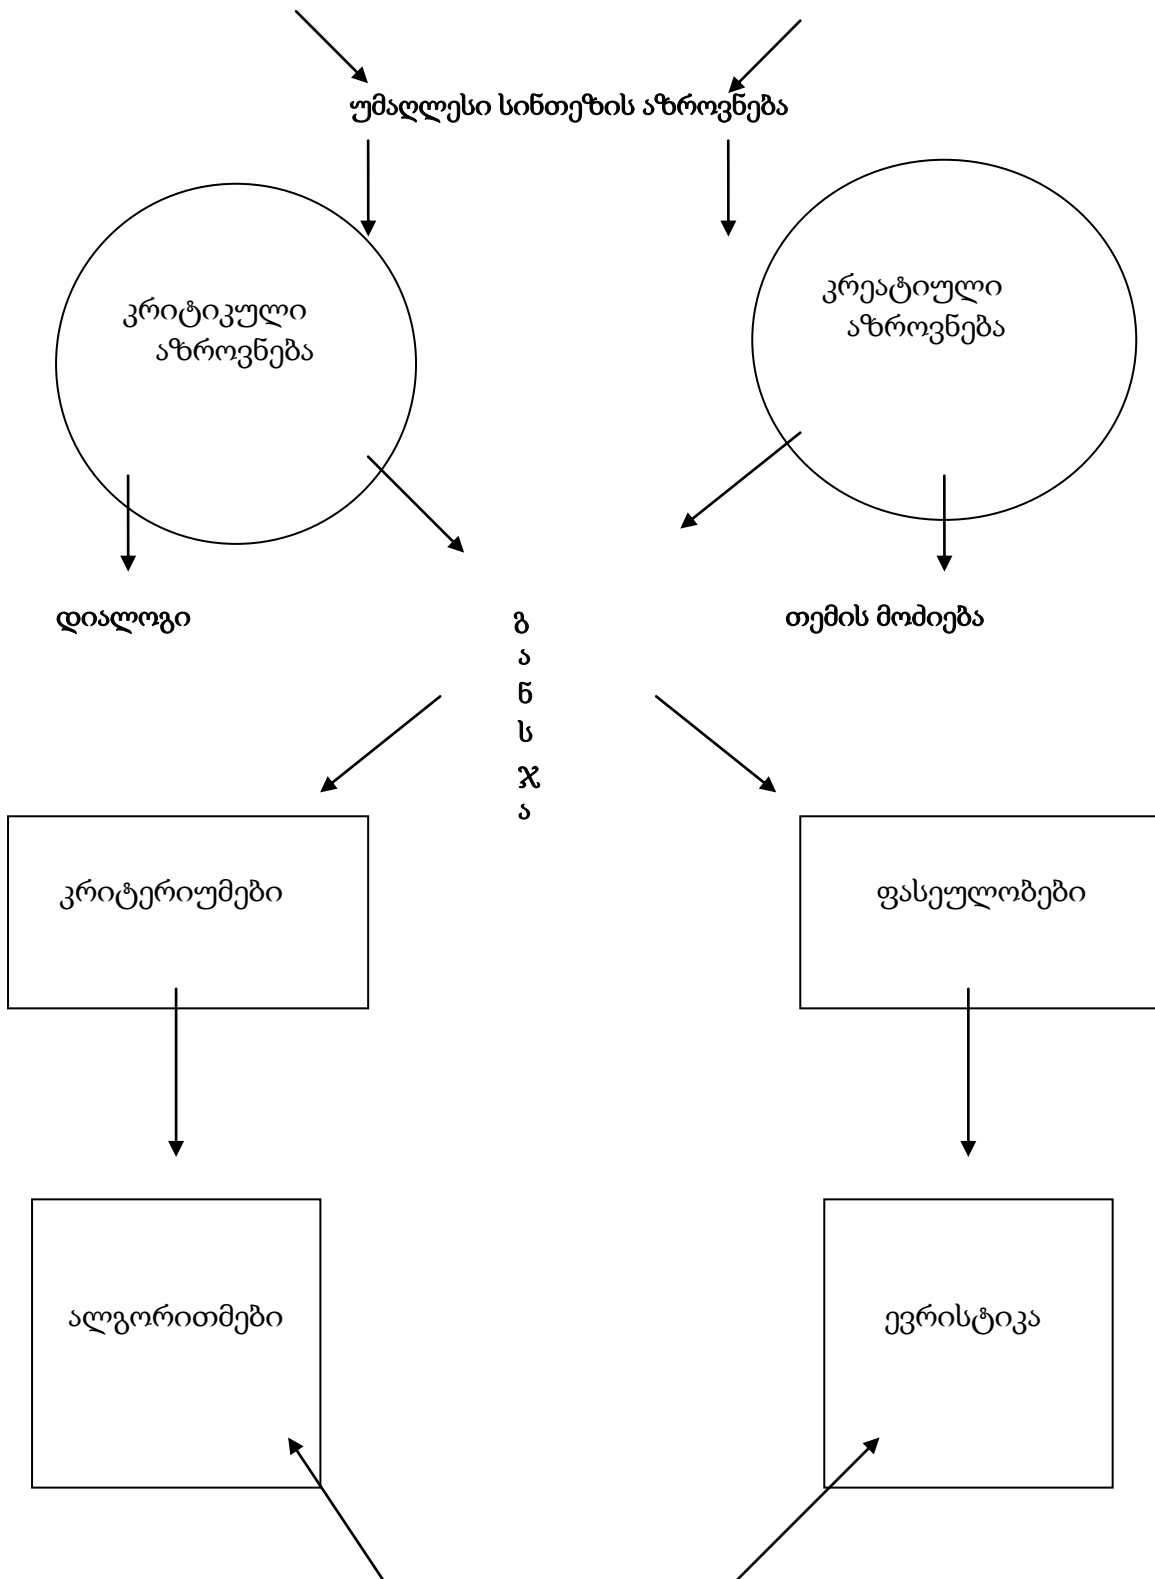 უმაღლესი სინთეზის აზროვნება
კრიტიკული
აზროვნება
კრეატიული
აზროვნება
დიალოგი
გ
ა
ნ
ს
ჯ
ა
თემის მოძიება
კრიტერიუმები
ფასეულობები
ალგორითმები
ევრისტიკა